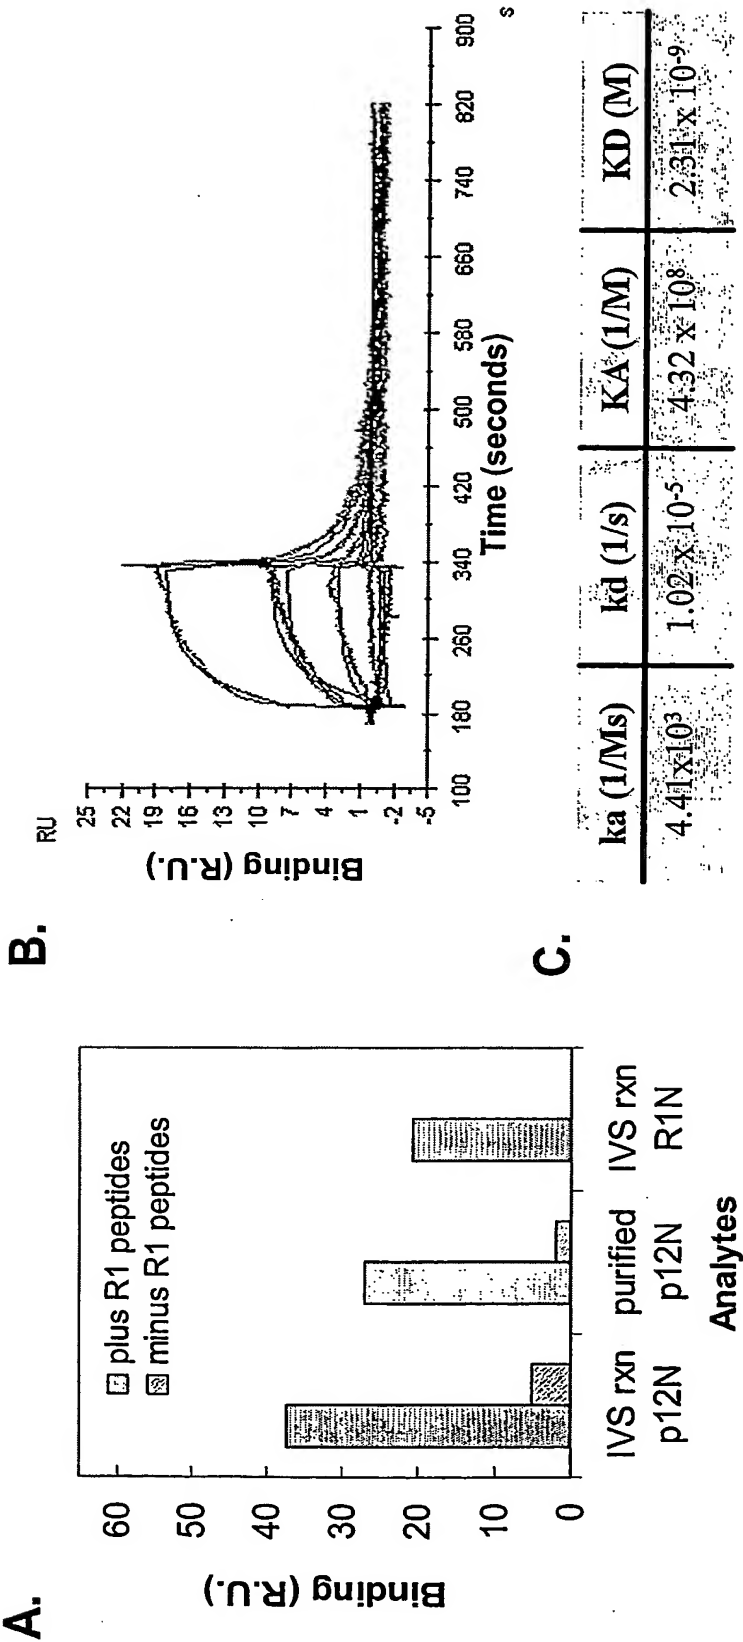 A.
Binding (R.U.)
60
50
40
30
20
10
0
plus R1 peptides
minus R1 peptides
IVS rxn
p12N
purified
p12N
IVS rxn
R1N
Analytes
B.
RU
Binding (R.U.)
25
22
19
16
13
10
7
4
1
-2
-5
100
180
260
340
420
500
580
660
740
820
900
s
Time (seconds)
C.
ka (1/Ms) kd (1/s) KA (1/M) KD (M)
4.41x10³ 1.02 x 10⁻⁵ 4.32 x 10⁸ 2.31 x 10⁻⁹